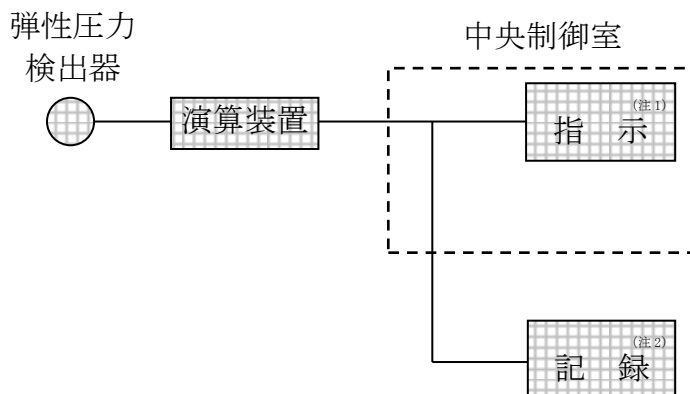 弾性圧力
検出器
中央制御室
演算装置
(注1)
指 示
(注2)
記 録